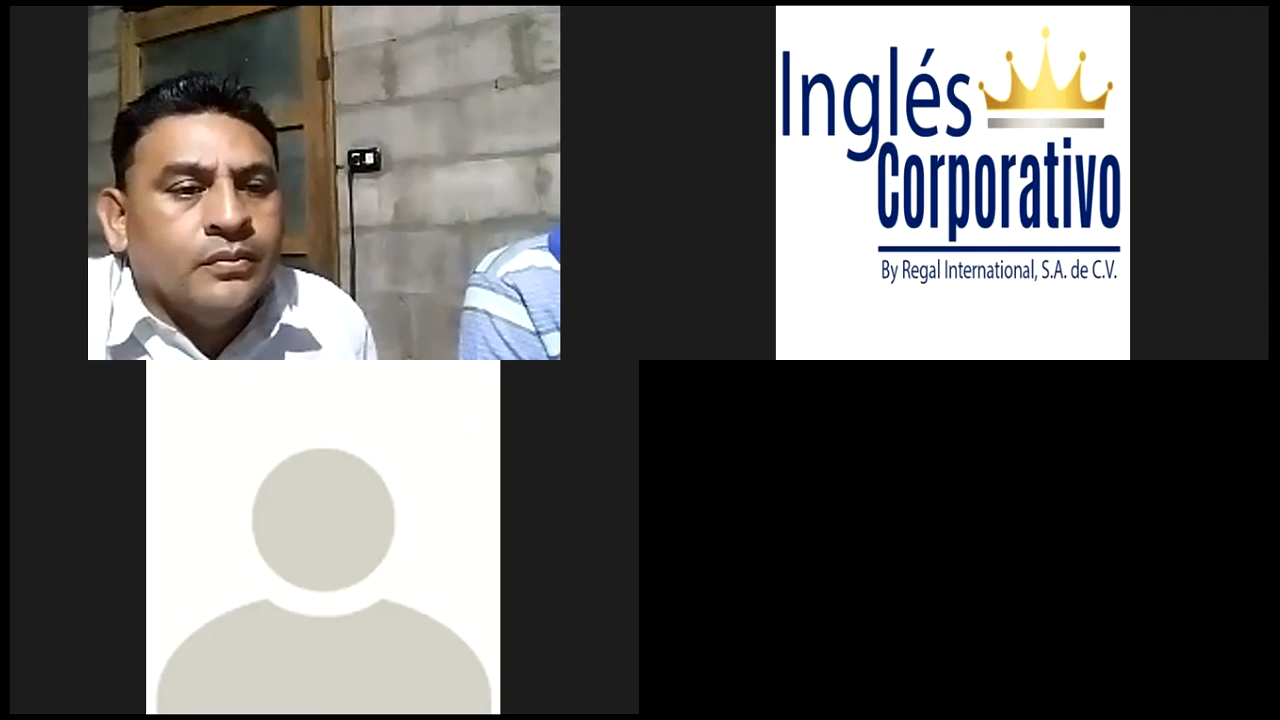 Inglés
Corporativo
By Regal International, S.A. de C.V.